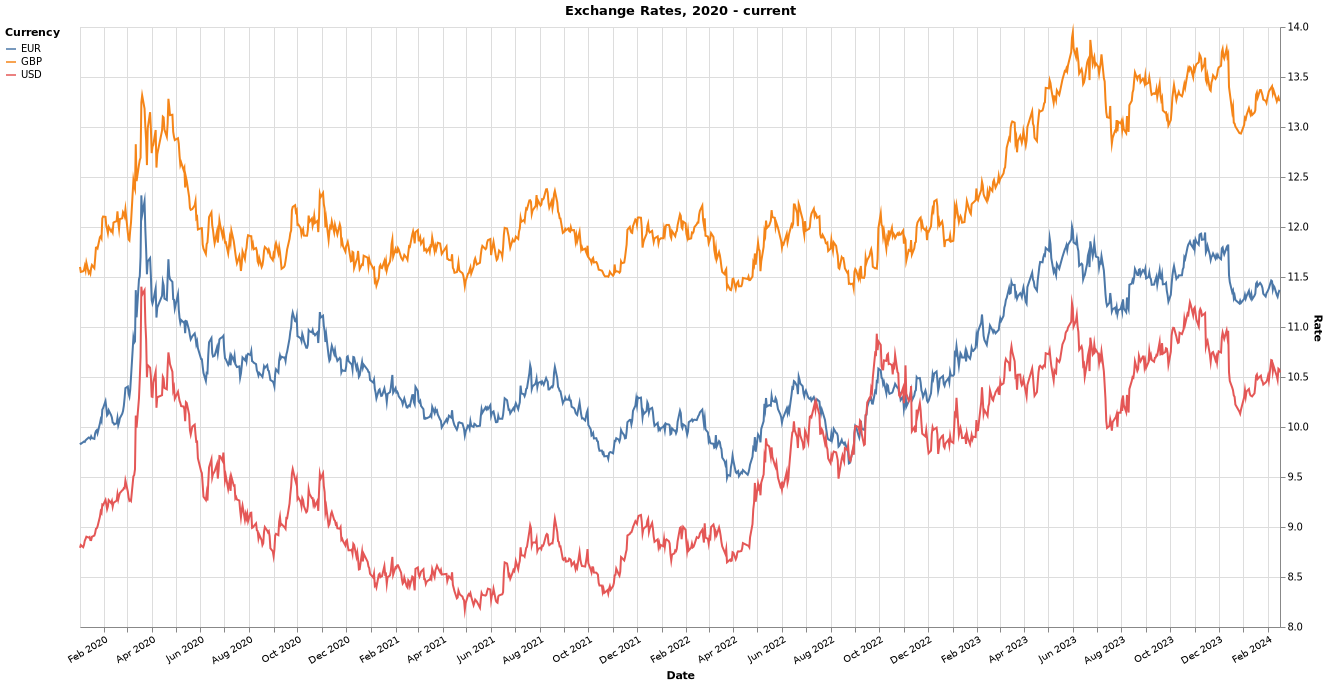 Exchange Rates, 2020 - current
Currency
EUR
GBP
USD
14.0
13.5
13.0
12.5
12.0
11.5
11.0
10.5
10.0
9.5
9.0
8.5
8.0
Rate
Feb 2020
Apr 2020
Jun 2020
Aug 2020
Oct 2020
Dec 2020
Feb 2021
Apr 2021
Jun 2021
Aug 2021
Oct 2021
Dec 2021
Feb 2022
Apr 2022
Jun 2022
Aug 2022
Oct 2022
Dec 2022
Feb 2023
Apr 2023
Jun 2023
Aug 2023
Oct 2023
Dec 2023
Feb 2024
Date